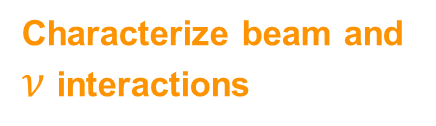 Characterize beam and
ν interactions